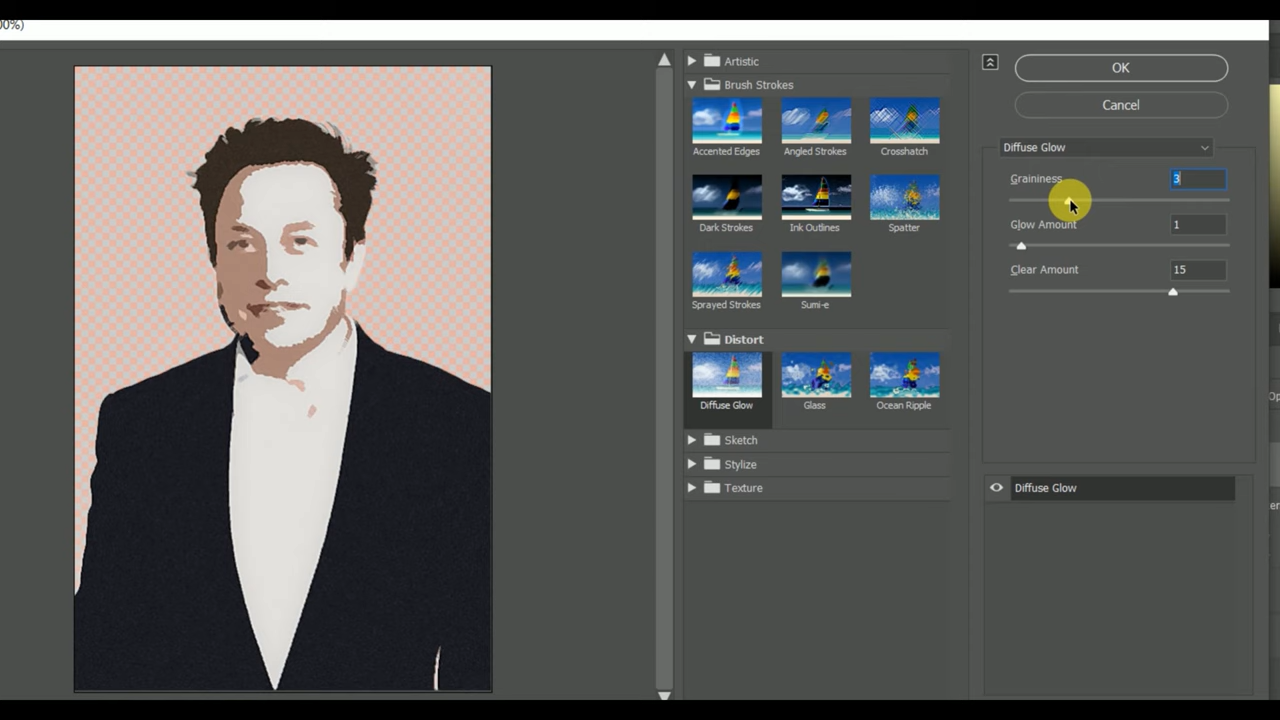 00%)
Artistic
Brush Strokes
Accented Edges
Angled Strokes
Crosshatch
Dark Strokes
Ink Outlines
Spatter
Sprayed Strokes
Sumi-e
Distort
Diffuse Glow
Glass
Ocean Ripple
Sketch
Stylize
Texture
OK
Cancel
Diffuse Glow
Graininess 3
Glow Amount 1
Clear Amount 15
Diffuse Glow
Op
er